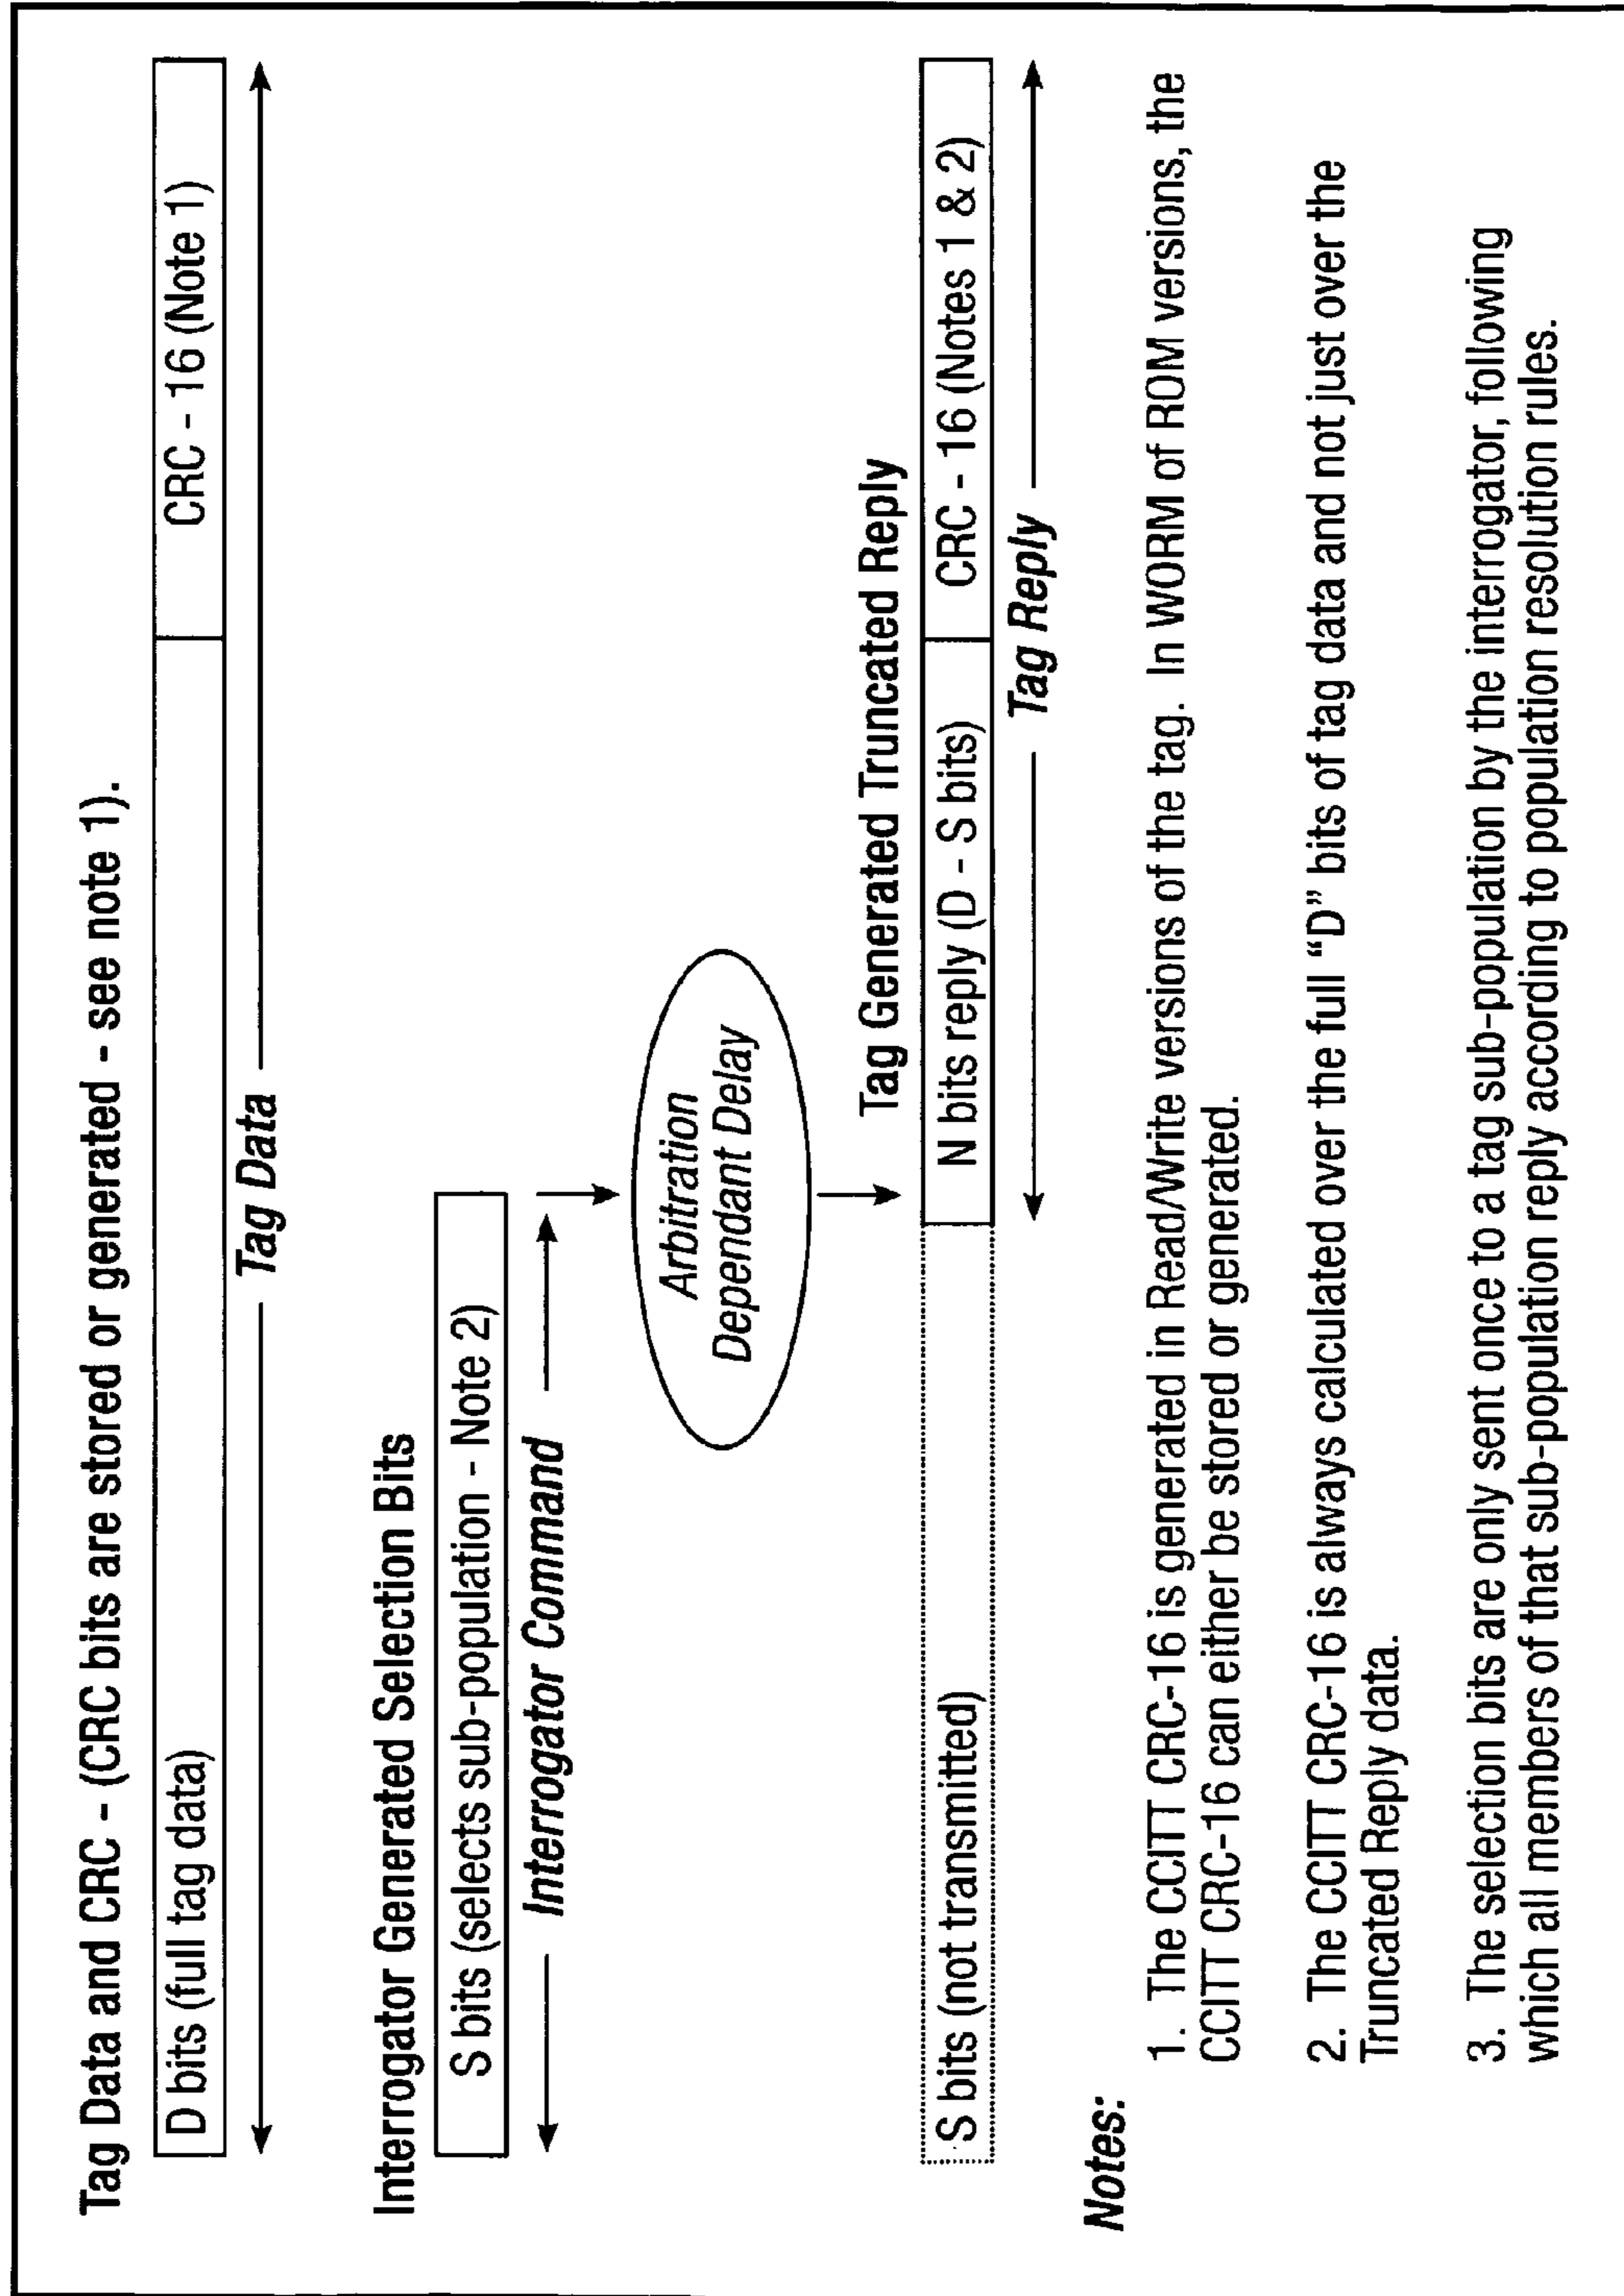 Tag Data and CRC - (CRC bits are stored or generated - see note 1).
D bits (full tag data)
CRC - 16 (Note 1)
Tag Data
Interrogator Generated Selection Bits
S bits (selects sub-population - Note 2)
Interrogator Command
Arbitration
Dependant Delay
Tag Generated Truncated Reply
S bits (not transmitted)
N bits reply (D - S bits)
CRC - 16 (Notes 1 & 2)
Tag Reply
Notes:
1. The CCITT CRC-16 is generated in Read/Write versions of the tag. In WORM of ROM versions, the
CCITT CRC-16 can either be stored or generated.
2. The CCITT CRC-16 is always calculated over the full “D” bits of tag data and not just over the
Truncated Reply data.
3. The selection bits are only sent once to a tag sub-population by the interrogator, following
which all members of that sub-population reply according to population resolution rules.